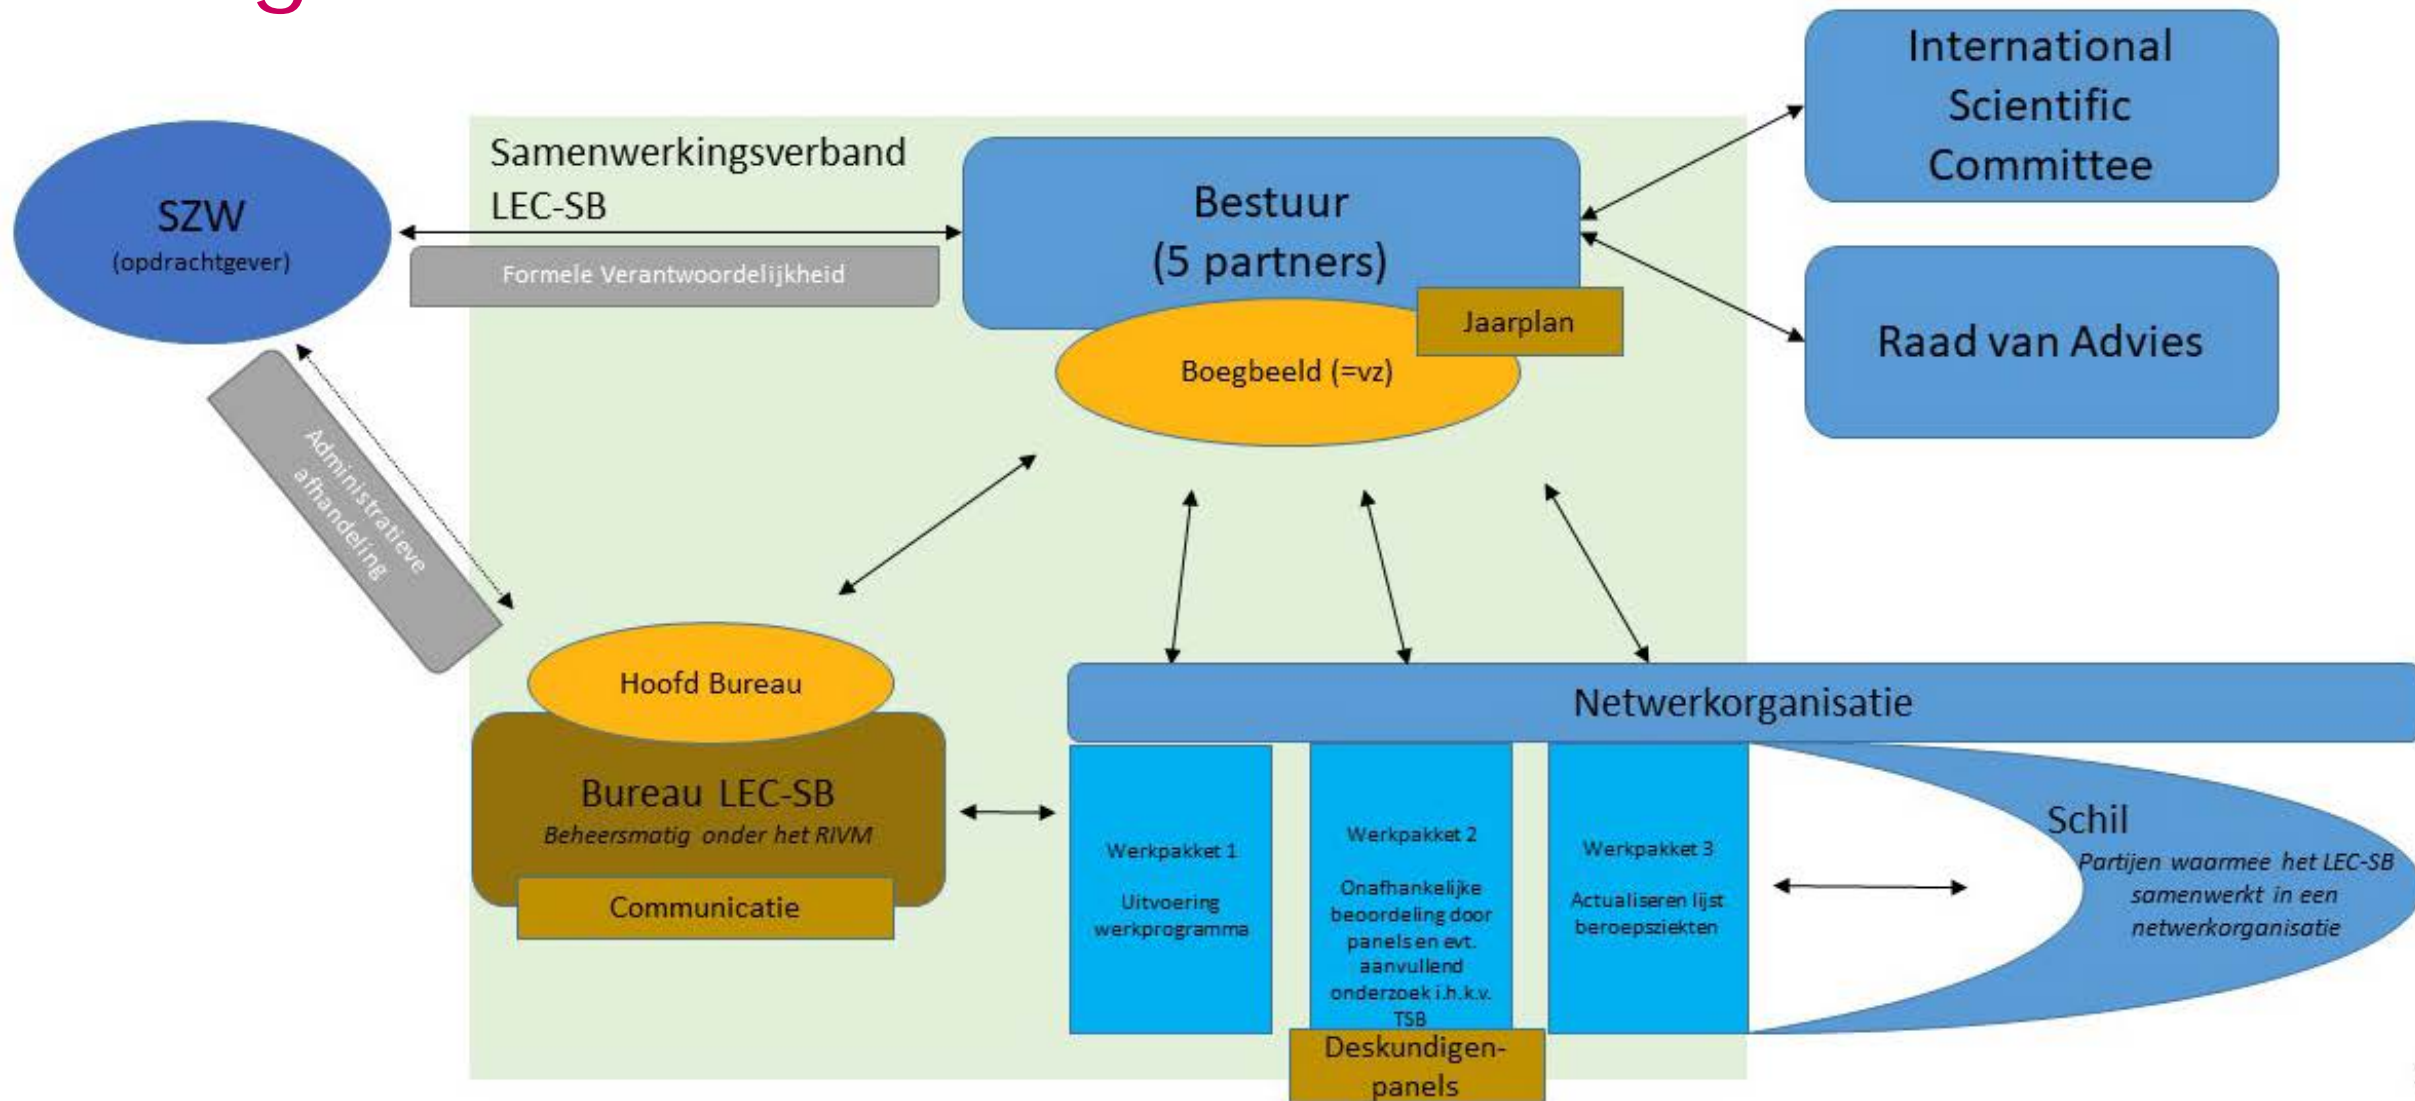 International
Scientific
Committee
Samenwerkingsverband
LEC-SB
SZW
(opdrachtgever)
Bestuur
(5 partners)
Formele Verantwoordelijkheid
Jaarplan
Raad van Advies
Boegbeeld (=vz)
Administratieve
afhandeling
Hoofd Bureau
Netwerkorganisatie
Bureau LEC-SB
Beheersmatig onder het RIVM
Communicatie
Werkpakket 1
Uitvoering
werkprogramma
Werkpakket 2
Onafhankelijke
beoordeling door
panels en evt.
aanvullend
onderzoek i.h.k.v.
TSB
Deskundigen-
panels
Werkpakket 3
Actualiseren lijst
beroepsziekten
Schil
Partijen waarmee het LEC-SB
samenwerkt in een
netwerkorganisatie